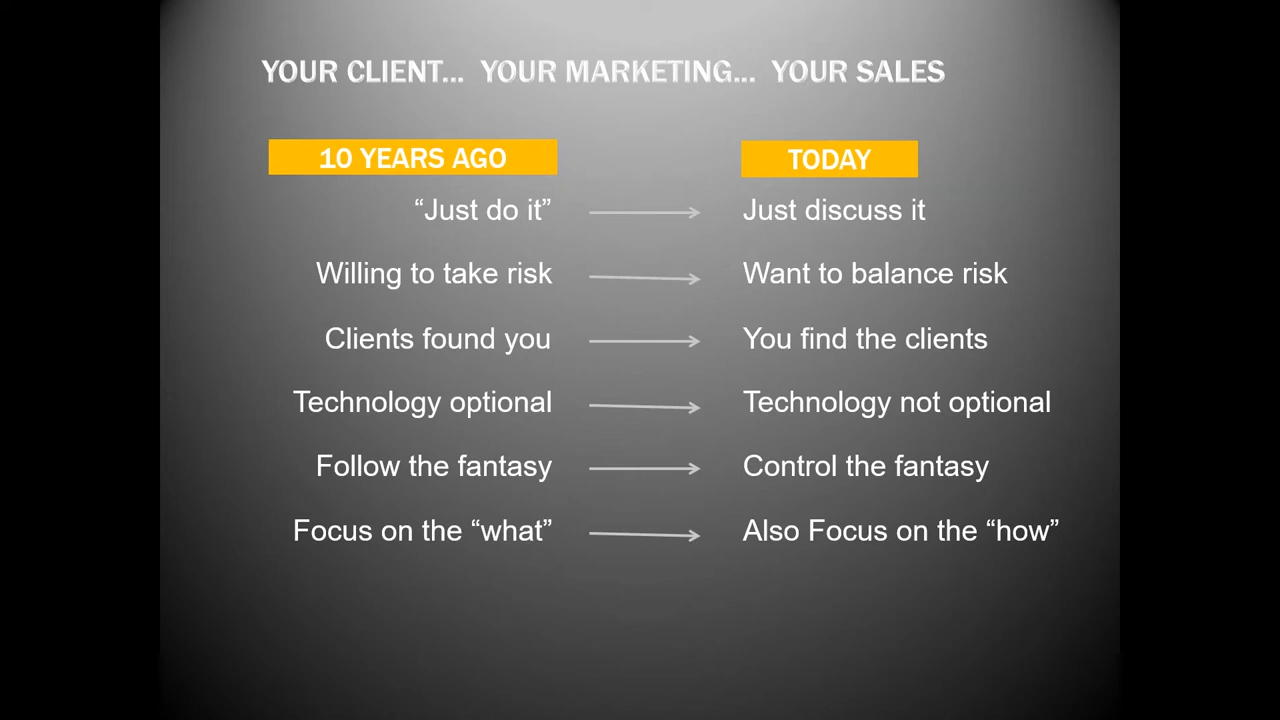 YOUR CLIENT... YOUR MARKETING... YOUR SALES
10 YEARS AGO
TODAY
“Just do it”
Just discuss it
Willing to take risk
Want to balance risk
Clients found you
You find the clients
Technology optional
Technology not optional
Follow the fantasy
Control the fantasy
Focus on the “what”
Also Focus on the “how”